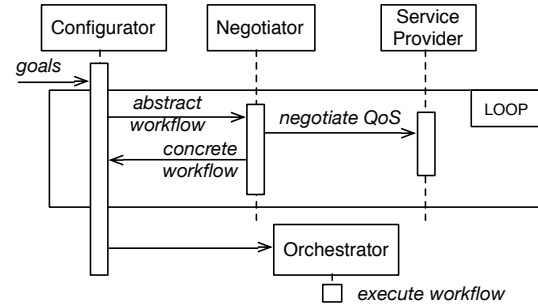 Configurator
Negotiator
Service
Provider
goals
abstract
workflow
negotiate QoS
LOOP
concrete
workflow
Orchestrator
execute workflow